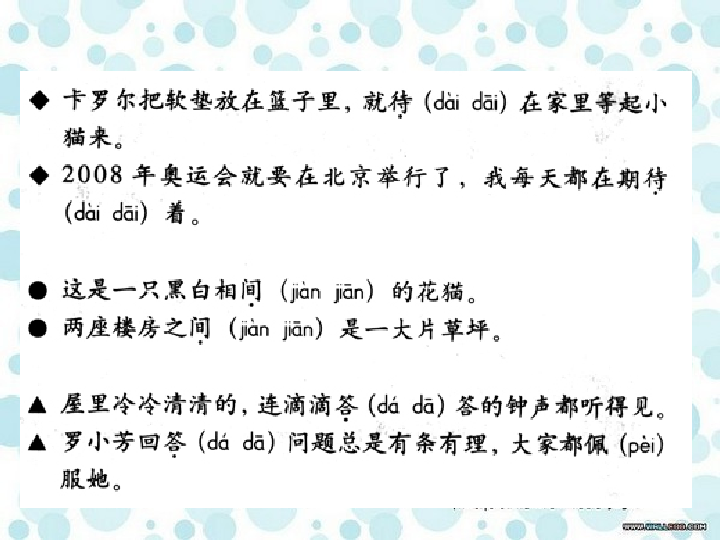 ◆ 卡罗尔把软垫放在篮子里，就待（dài dāi）在家里等起小
猫来。
◆ 2008 年奥运会就要在北京举行了，我每天都在期待
（dài dāi）着。
● 这是一只黑白相间（jiàn jiān）的花猫。
● 两座楼房之间（jiàn jiān）是一大片草坪。
▲ 屋里冷冷清清的，连滴滴答（dá dā）答的钟声都听得见。
▲ 罗小芳回答（dá dā）问题总是有条有理，大家都佩（pèi）
服她。